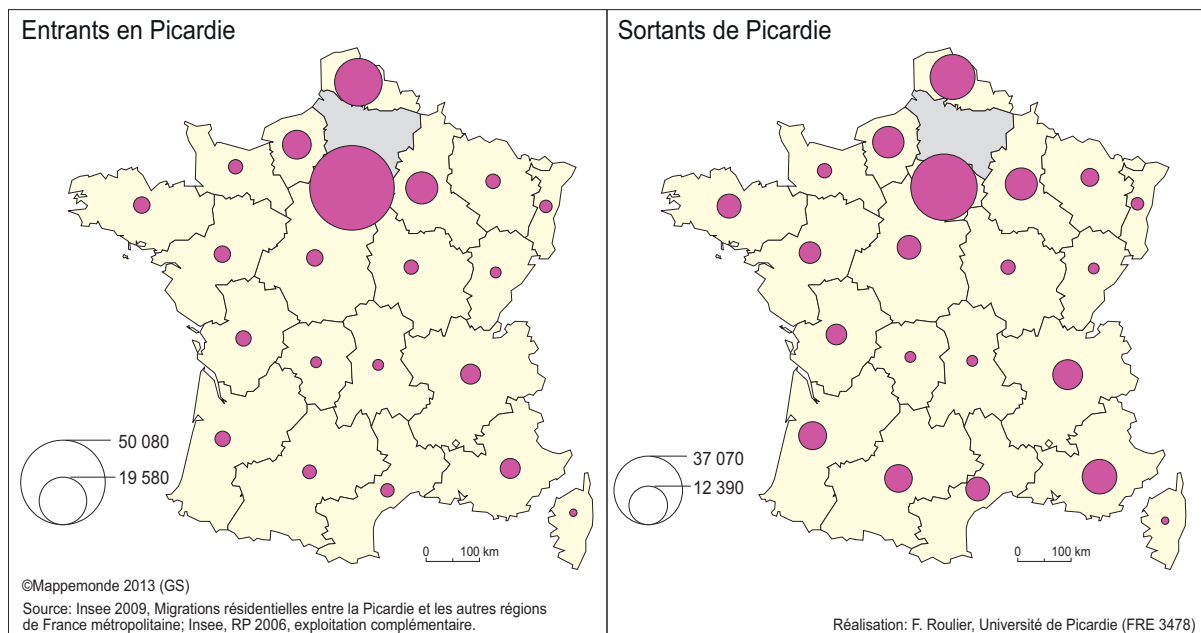 Entrants en Picardie
50 080
19 580
0 100 km
©Mappemonde 2013 (GS)
Source: Insee 2009, Migrations résidentielles entre la Picardie et les autres régions
de France métropolitaine; Insee, RP 2006, exploitation complémentaire.
Sortants de Picardie
37 070
12 390
0 100 km
Réalisation: F. Roulier, Université de Picardie (FRE 3478)